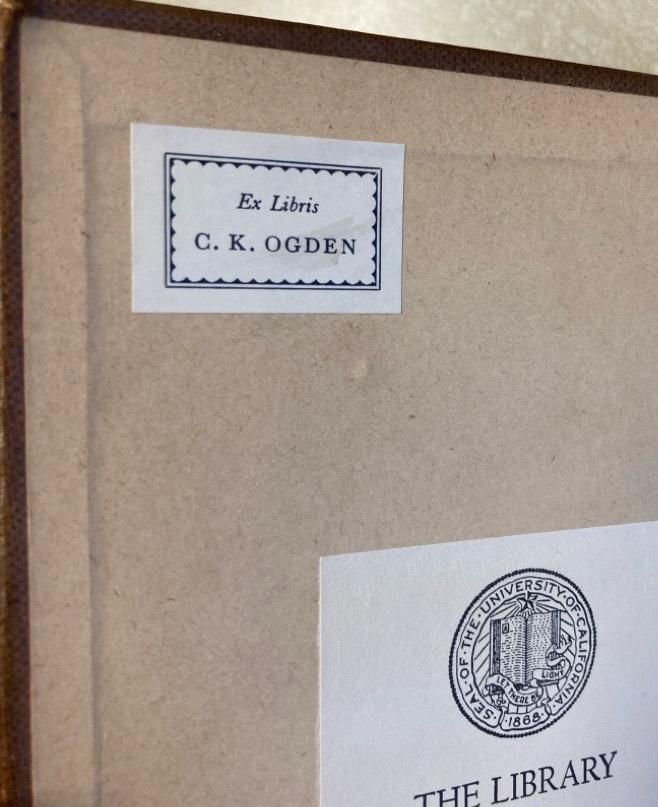 Ex Libris
C. K. OGDEN
SEAL·OF·THE·UNIVERSITY·OF·CALIFORNIA·
LET THERE BE
LIGHT
·1868·
THE LIBRARY